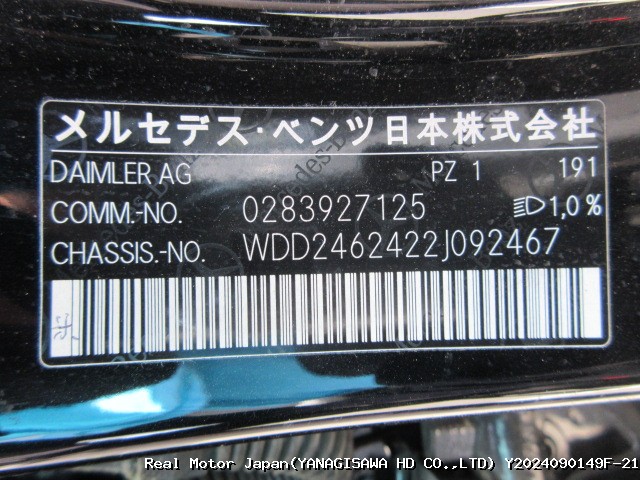 メルセデス・ベンツ日本株式会社
DAIMLER AG PZ 1 191
COMM.-NO. 0283927125 1,0%
CHASSIS.-NO. WDD2462422J092467
Real Motor Japan(YANAGISAWA HD CO.,LTD) Y2024090149F-21